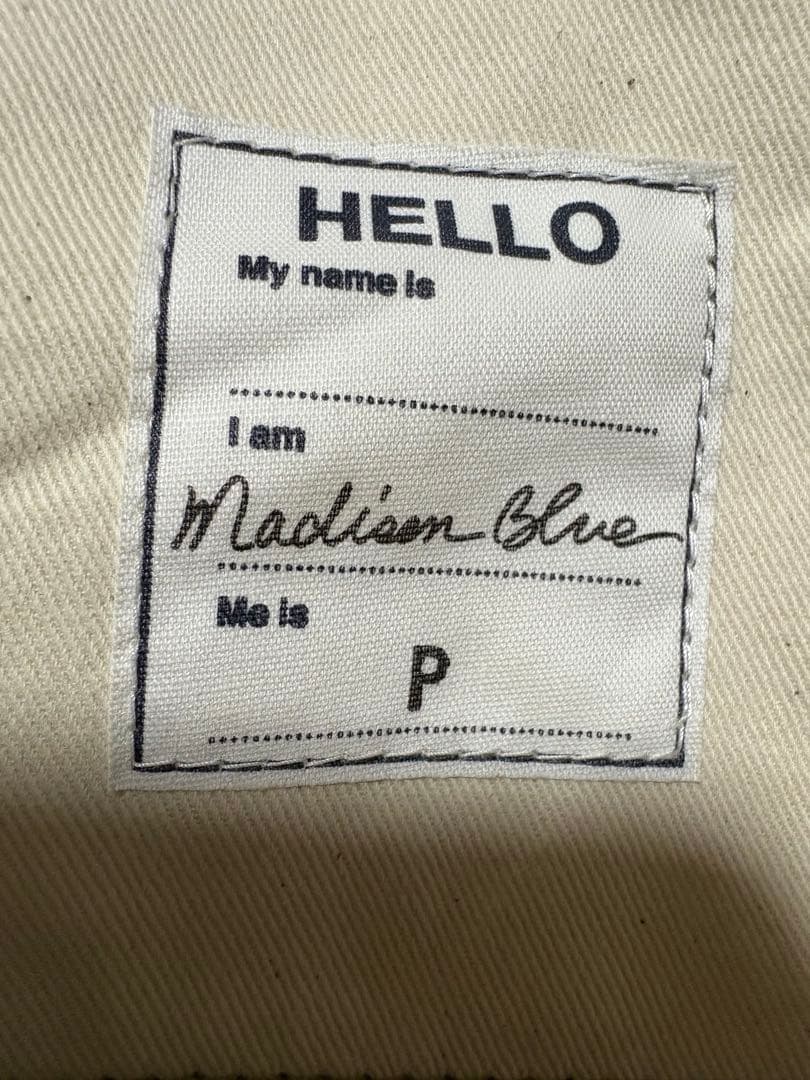 HELLO
My name is
I am
Madison Blue
Me is
P